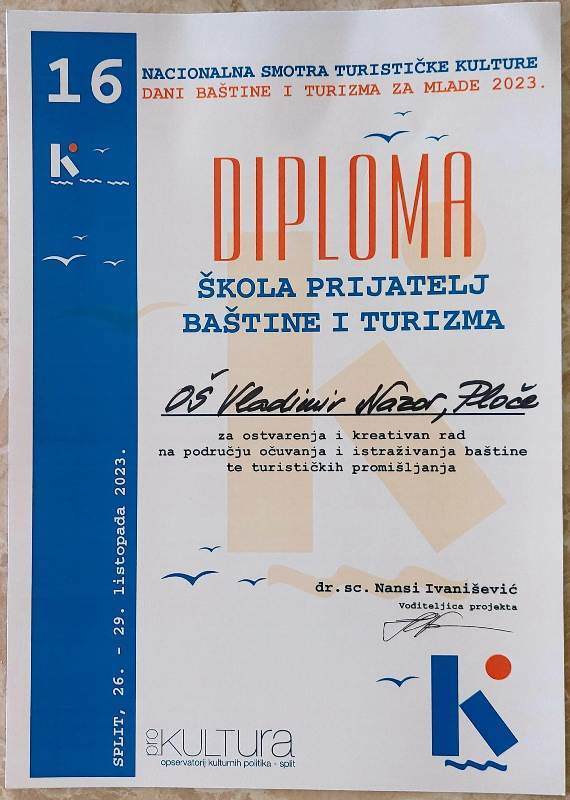 16
NACIONALNA SMOTRA TURISTIČKE KULTURE
DANI BAŠTINE I TURIZMA ZA MLADE 2023.
k
DIPLOMA
ŠKOLA PRIJATELJ
BAŠTINE I TURIZMA
OŠ Vladimir Nazor, Ploče
za ostvarenja i kreativan rad
na području očuvanja i istraživanja baštine
te turističkih promišljanja
SPLIT, 26. - 29. listopada 2023.
dr.sc. Nansi Ivanišević
Voditeljica projekta
k
proKULTURA
opservatorij kulturnih politika - split